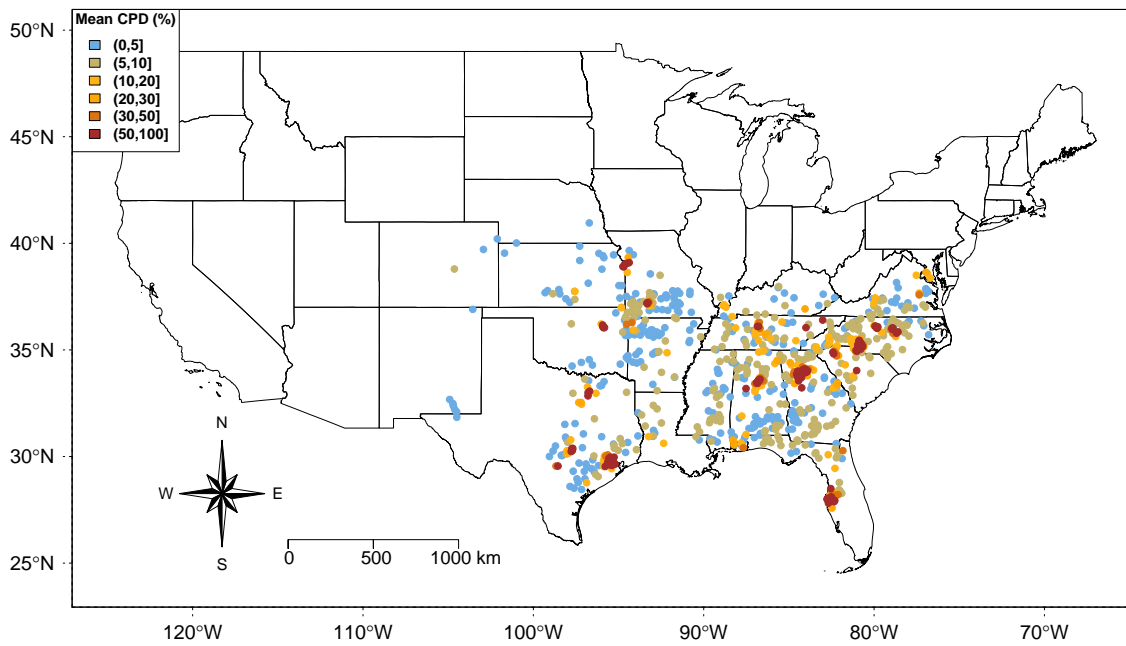 Mean CPD (%)
(0,5]
(5,10]
(10,20]
(20,30]
(30,50]
(50,100]
50°N
45°N
40°N
35°N
30°N
25°N
N
W
E
S
0 500 1000 km
120°W 110°W 100°W 90°W 80°W 70°W